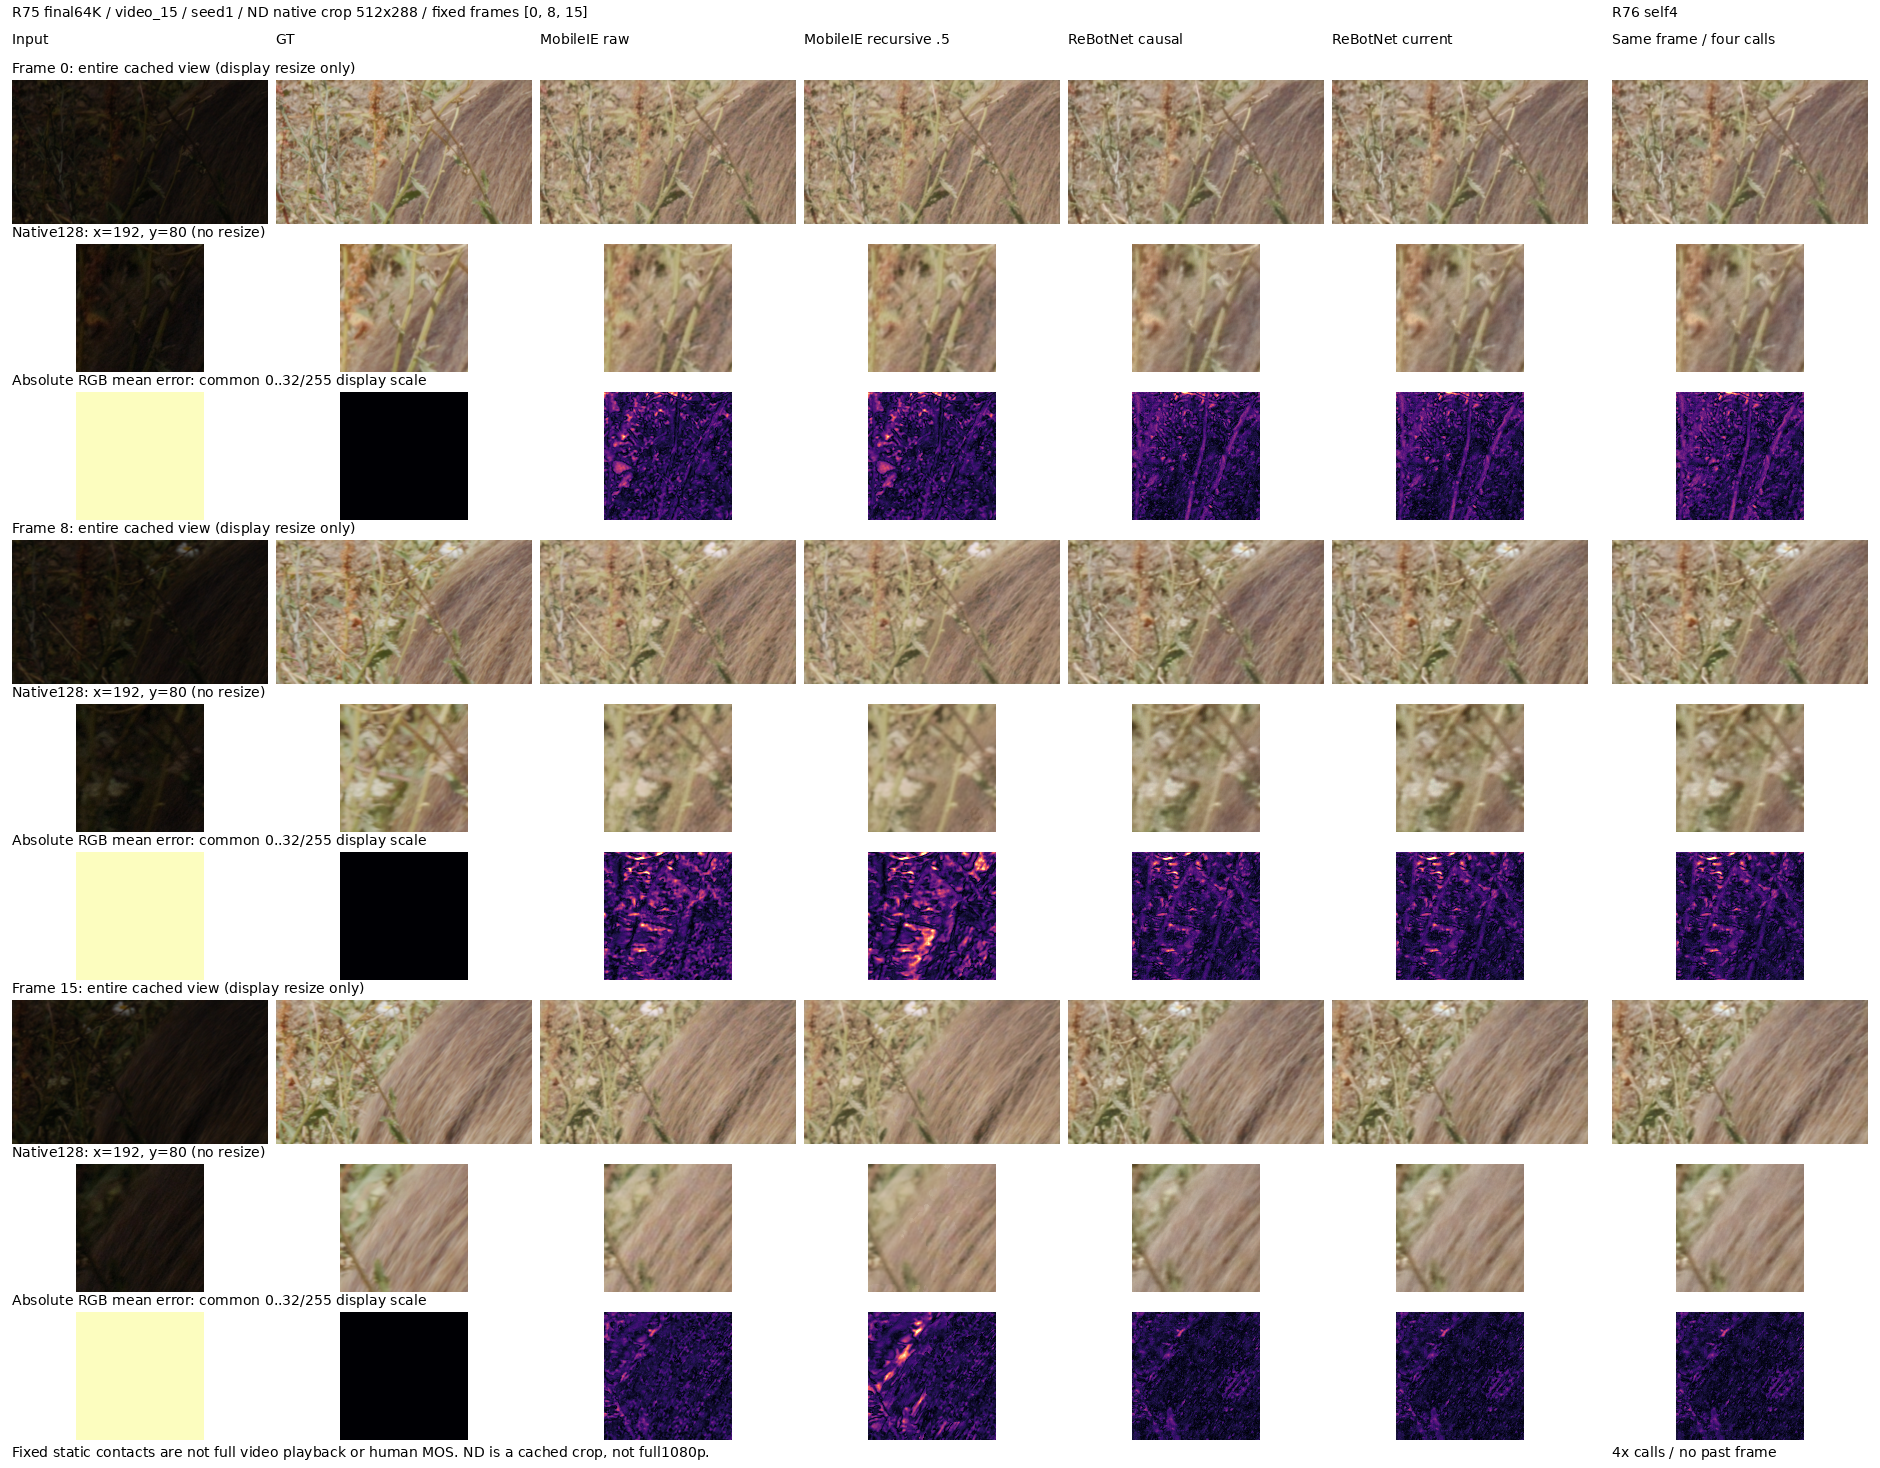 R75 final64K / video_15 / seed1 / ND native crop 512x288 / fixed frames [0, 8, 15]
R76 self4
Input
GT
MobileIE raw
MobileIE recursive .5
ReBotNet causal
ReBotNet current
Same frame / four calls
Frame 0: entire cached view (display resize only)
Native128: x=192, y=80 (no resize)
Absolute RGB mean error: common 0..32/255 display scale
Frame 8: entire cached view (display resize only)
Native128: x=192, y=80 (no resize)
Absolute RGB mean error: common 0..32/255 display scale
Frame 15: entire cached view (display resize only)
Native128: x=192, y=80 (no resize)
Absolute RGB mean error: common 0..32/255 display scale
Fixed static contacts are not full video playback or human MOS. ND is a cached crop, not full1080p.
4x calls / no past frame